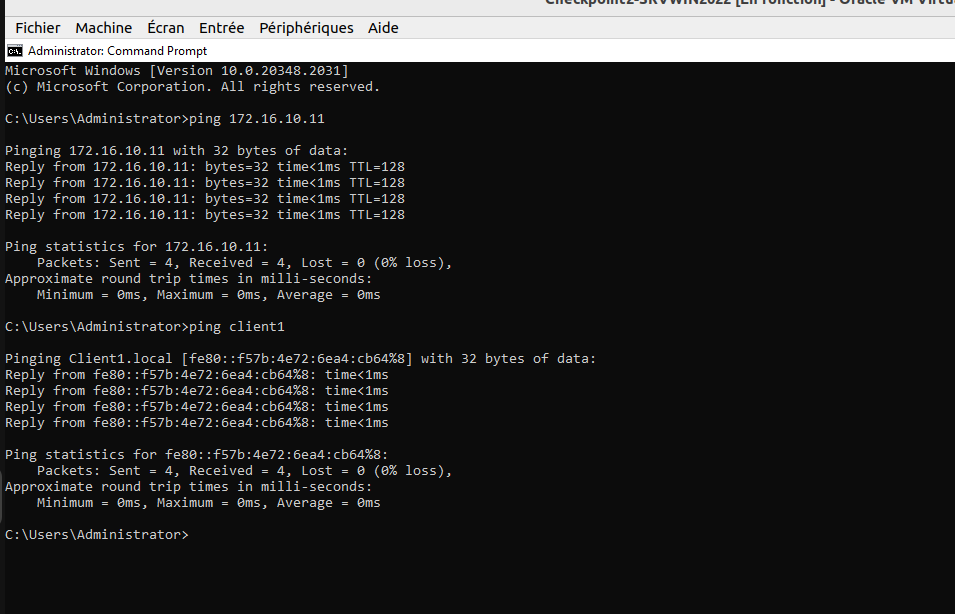 Checkpoint2-SRVWIN2022 [En fonction] - Oracle VM Virtu
Fichier Machine Écran Entrée Périphériques Aide
Administrator: Command Prompt
Microsoft Windows [Version 10.0.20348.2031]
(c) Microsoft Corporation. All rights reserved.
C:\Users\Administrator>ping 172.16.10.11
Pinging 172.16.10.11 with 32 bytes of data:
Reply from 172.16.10.11: bytes=32 time<1ms TTL=128
Reply from 172.16.10.11: bytes=32 time<1ms TTL=128
Reply from 172.16.10.11: bytes=32 time<1ms TTL=128
Reply from 172.16.10.11: bytes=32 time<1ms TTL=128
Ping statistics for 172.16.10.11:
    Packets: Sent = 4, Received = 4, Lost = 0 (0% loss),
Approximate round trip times in milli-seconds:
    Minimum = 0ms, Maximum = 0ms, Average = 0ms
C:\Users\Administrator>ping client1
Pinging Client1.local [fe80::f57b:4e72:6ea4:cb64%8] with 32 bytes of data:
Reply from fe80::f57b:4e72:6ea4:cb64%8: time<1ms
Reply from fe80::f57b:4e72:6ea4:cb64%8: time<1ms
Reply from fe80::f57b:4e72:6ea4:cb64%8: time<1ms
Reply from fe80::f57b:4e72:6ea4:cb64%8: time<1ms
Ping statistics for fe80::f57b:4e72:6ea4:cb64%8:
    Packets: Sent = 4, Received = 4, Lost = 0 (0% loss),
Approximate round trip times in milli-seconds:
    Minimum = 0ms, Maximum = 0ms, Average = 0ms
C:\Users\Administrator>